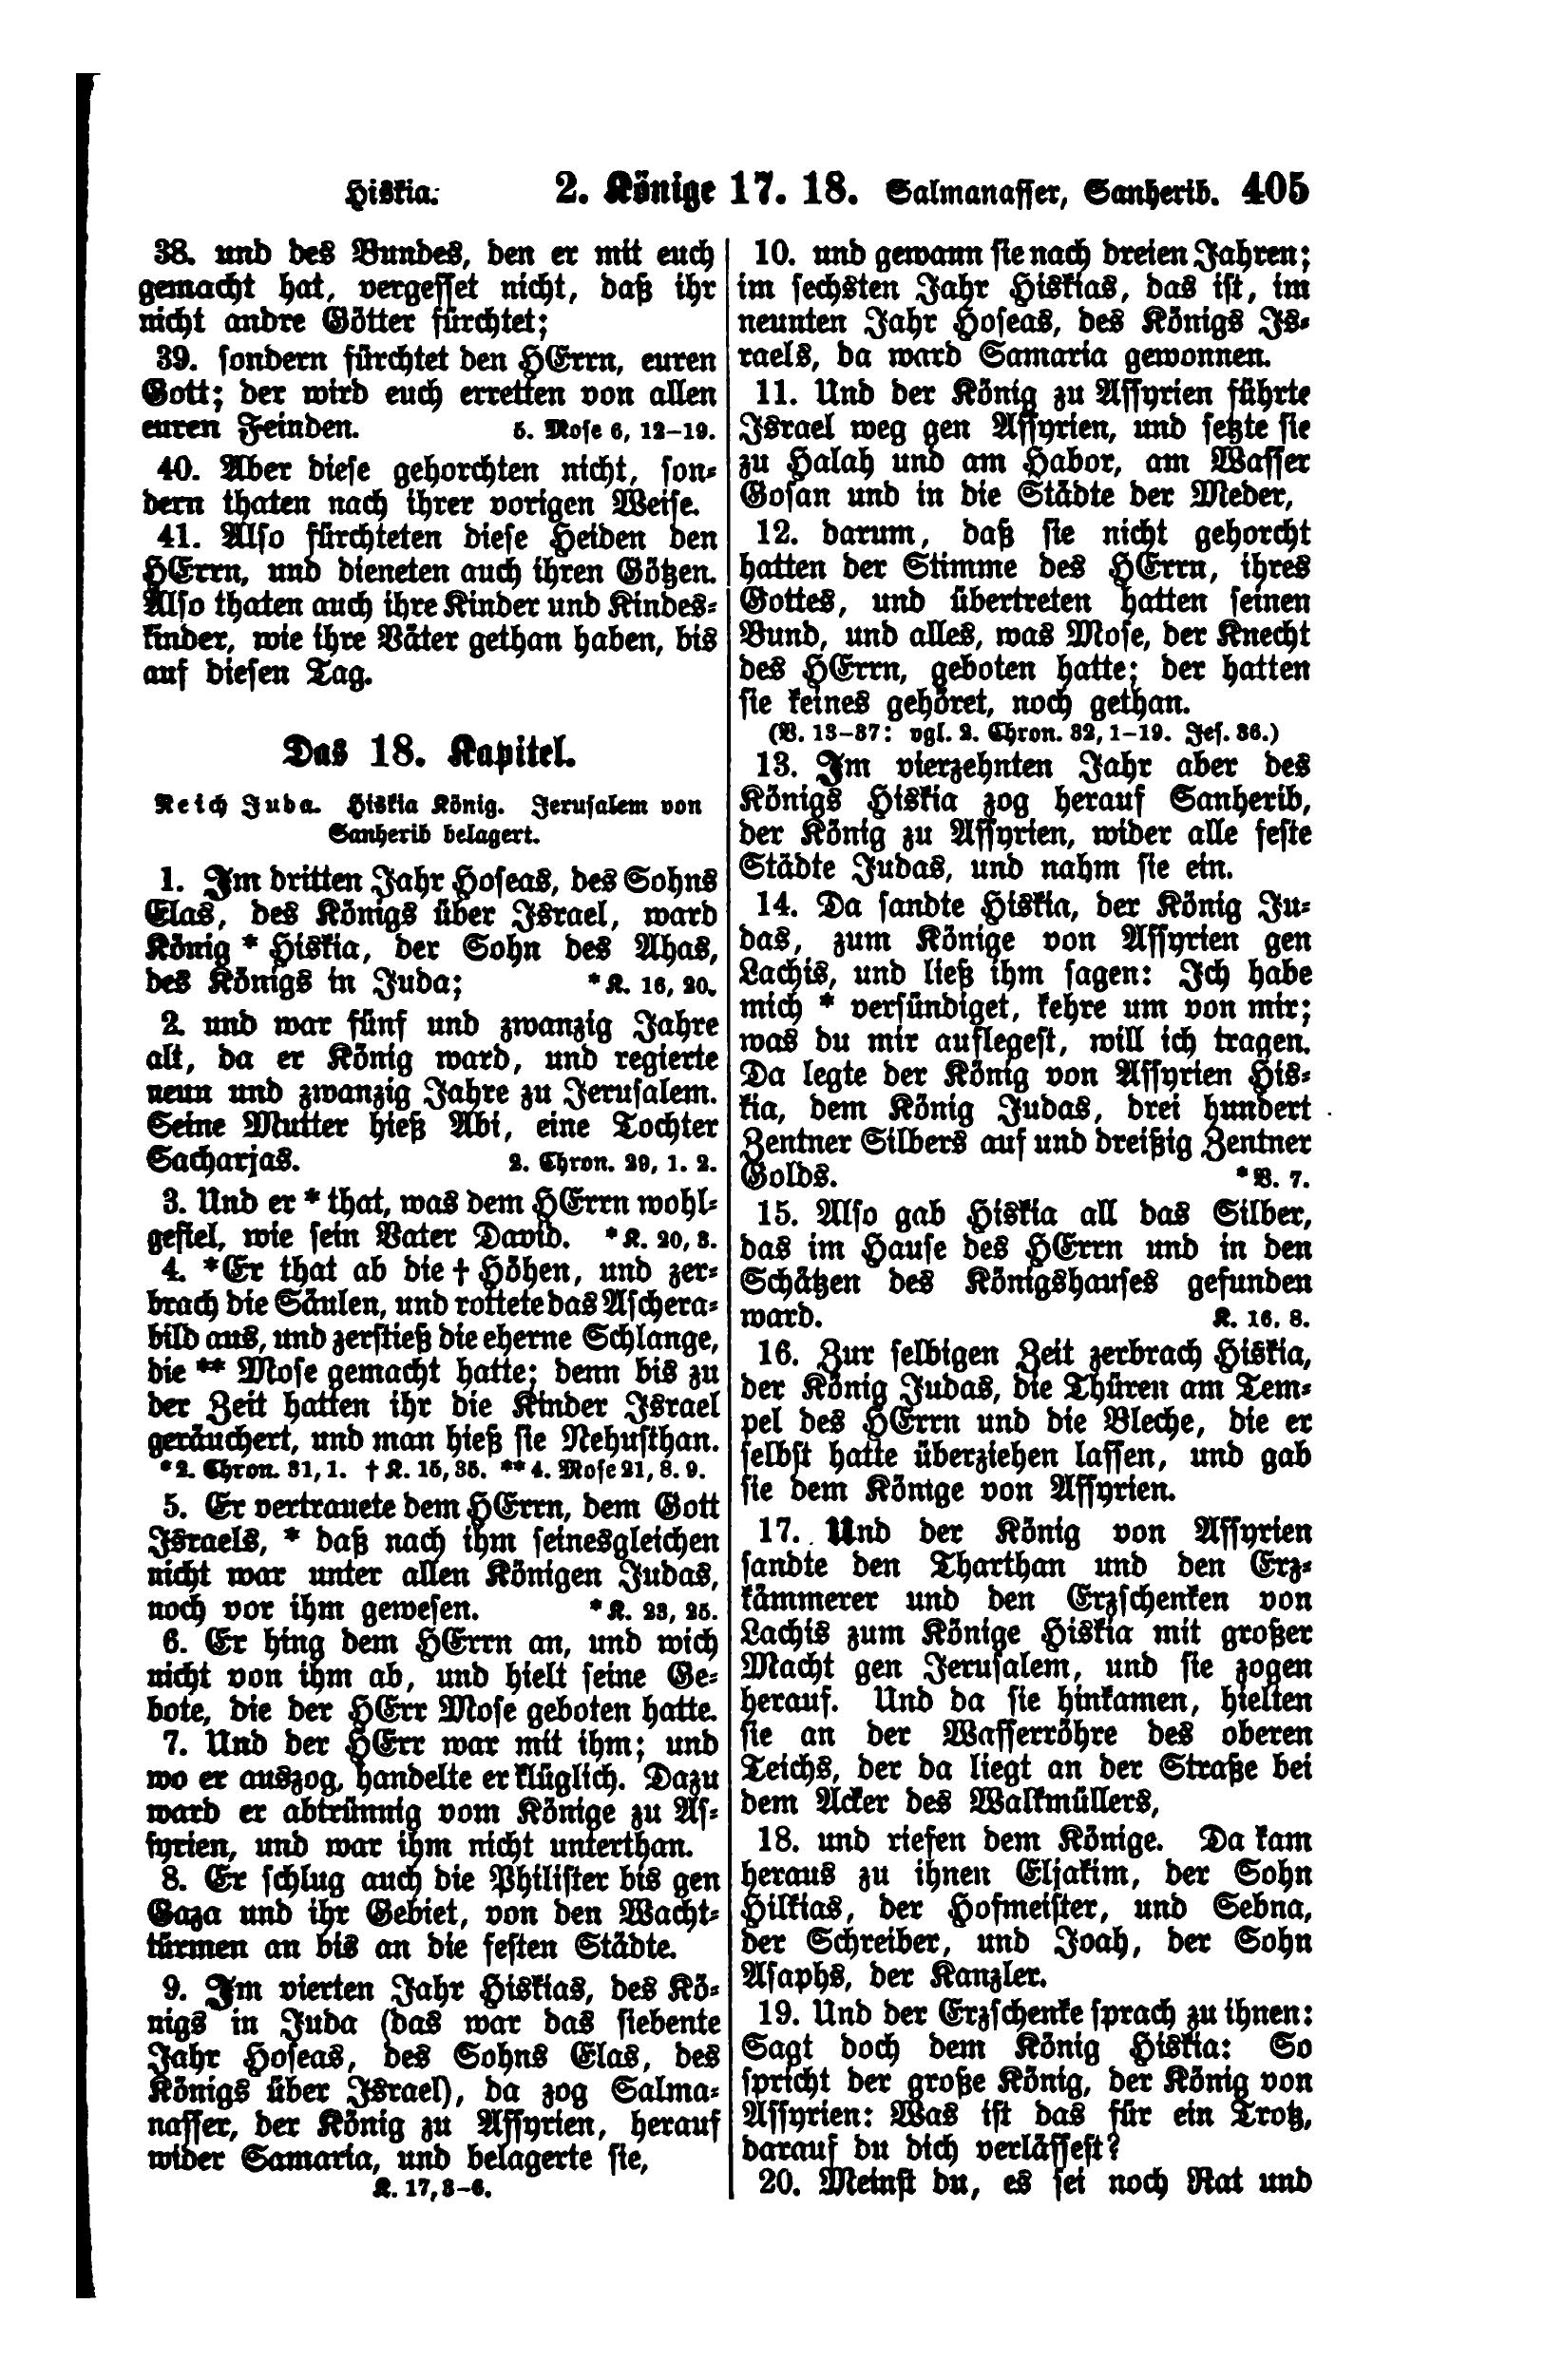 Hiskia. 2. Könige 17. 18. Salmanasser, Sanherib. 405
38. und des Bundes, den er mit euch
gemacht hat, vergesset nicht, daß ihr
nicht andre Götter fürchtet;
39. sondern fürchtet den HErrn, euren
Gott; der wird euch erretten von allen
euren Feinden. 5. Mose 6, 12–19.
40. Aber diese gehorchten nicht, son-
dern thaten nach ihrer vorigen Weise.
41. Also fürchteten diese Heiden den
HErrn, und dieneten auch ihren Götzen.
Also thaten auch ihre Kinder und Kindes-
kinder, wie ihre Väter gethan haben, bis
auf diesen Tag.
Das 18. Kapitel.
Reich Juda. Hiskia König. Jerusalem von
Sanherib belagert.
1. Im dritten Jahr Hoseas, des Sohns
Elas, des Königs über Israel, ward
König * Hiskia, der Sohn des Ahas,
des Königs in Juda; *K. 16, 20.
2. und war fünf und zwanzig Jahre
alt, da er König ward, und regierte
neun und zwanzig Jahre zu Jerusalem.
Seine Mutter hieß Abi, eine Tochter
Sacharjas. 2. Chron. 29, 1. 2.
3. Und er * that, was dem HErrn wohl-
gefiel, wie sein Vater David. *K. 20, 3.
4. *Er that ab die † Höhen, und zer-
brach die Säulen, und rottete das Aschera-
bild aus, und zerstieß die eherne Schlange,
die ** Mose gemacht hatte; denn bis zu
der Zeit hatten ihr die Kinder Israel
geräuchert, und man hieß sie Nehusthan.
*2. Chron. 31, 1. † K. 15, 35. ** 4. Mose 21, 8. 9.
5. Er vertrauete dem HErrn, dem Gott
Israels, * daß nach ihm seinesgleichen
nicht war unter allen Königen Judas,
noch vor ihm gewesen. *K. 23, 25.
6. Er hing dem HErrn an, und wich
nicht von ihm ab, und hielt seine Ge-
bote, die der HErr Mose geboten hatte.
7. Und der HErr war mit ihm; und
wo er auszog, handelte er klüglich. Dazu
ward er abtrünnig vom Könige zu As-
syrien, und war ihm nicht unterthan.
8. Er schlug auch die Philister bis gen
Gaza und ihr Gebiet, von den Wacht-
türmen an bis an die festen Städte.
9. Im vierten Jahr Hiskias, des Kö-
nigs in Juda (das war das siebente
Jahr Hoseas, des Sohns Elas, des
Königs über Israel), da zog Salma-
nasser, der König zu Assyrien, herauf
wider Samaria, und belagerte sie,
K. 17, 3–6.
10. und gewann sie nach dreien Jahren;
im sechsten Jahr Hiskias, das ist, im
neunten Jahr Hoseas, des Königs Is-
raels, da ward Samaria gewonnen.
11. Und der König zu Assyrien führte
Israel weg gen Assyrien, und setzte sie
zu Halah und am Habor, am Wasser
Gosan und in die Städte der Meder,
12. darum, daß sie nicht gehorcht
hatten der Stimme des HErrn, ihres
Gottes, und übertreten hatten seinen
Bund, und alles, was Mose, der Knecht
des HErrn, geboten hatte; der hatten
sie keines gehöret, noch gethan.
(V. 13–37: vgl. 2. Chron. 32, 1–19. Jes. 36.)
13. Im vierzehnten Jahr aber des
Königs Hiskia zog herauf Sanherib,
der König zu Assyrien, wider alle feste
Städte Judas, und nahm sie ein.
14. Da sandte Hiskia, der König Ju-
das, zum Könige von Assyrien gen
Lachis, und ließ ihm sagen: Ich habe
mich * versündiget, kehre um von mir;
was du mir auflegest, will ich tragen.
Da legte der König von Assyrien His-
kia, dem König Judas, drei hundert
Zentner Silbers auf und dreißig Zentner
Golds. *V. 7.
15. Also gab Hiskia all das Silber,
das im Hause des HErrn und in den
Schätzen des Königshauses gefunden
ward. K. 16, 8.
16. Zur selbigen Zeit zerbrach Hiskia,
der König Judas, die Thüren am Tem-
pel des HErrn und die Bleche, die er
selbst hatte überziehen lassen, und gab
sie dem Könige von Assyrien.
17. Und der König von Assyrien
sandte den Tharthan und den Erz-
kämmerer und den Erzschenken von
Lachis zum Könige Hiskia mit großer
Macht gen Jerusalem, und sie zogen
herauf. Und da sie hinkamen, hielten
sie an der Wasserröhre des oberen
Teichs, der da liegt an der Straße bei
dem Acker des Walkmüllers,
18. und riefen dem Könige. Da kam
heraus zu ihnen Eljakim, der Sohn
Hilkias, der Hofmeister, und Sebna,
der Schreiber, und Joah, der Sohn
Asaphs, der Kanzler.
19. Und der Erzschenke sprach zu ihnen:
Sagt doch dem König Hiskia: So
spricht der große König, der König von
Assyrien: Was ist das für ein Trotz,
darauf du dich verlässest?
20. Meinst du, es sei noch Rat und